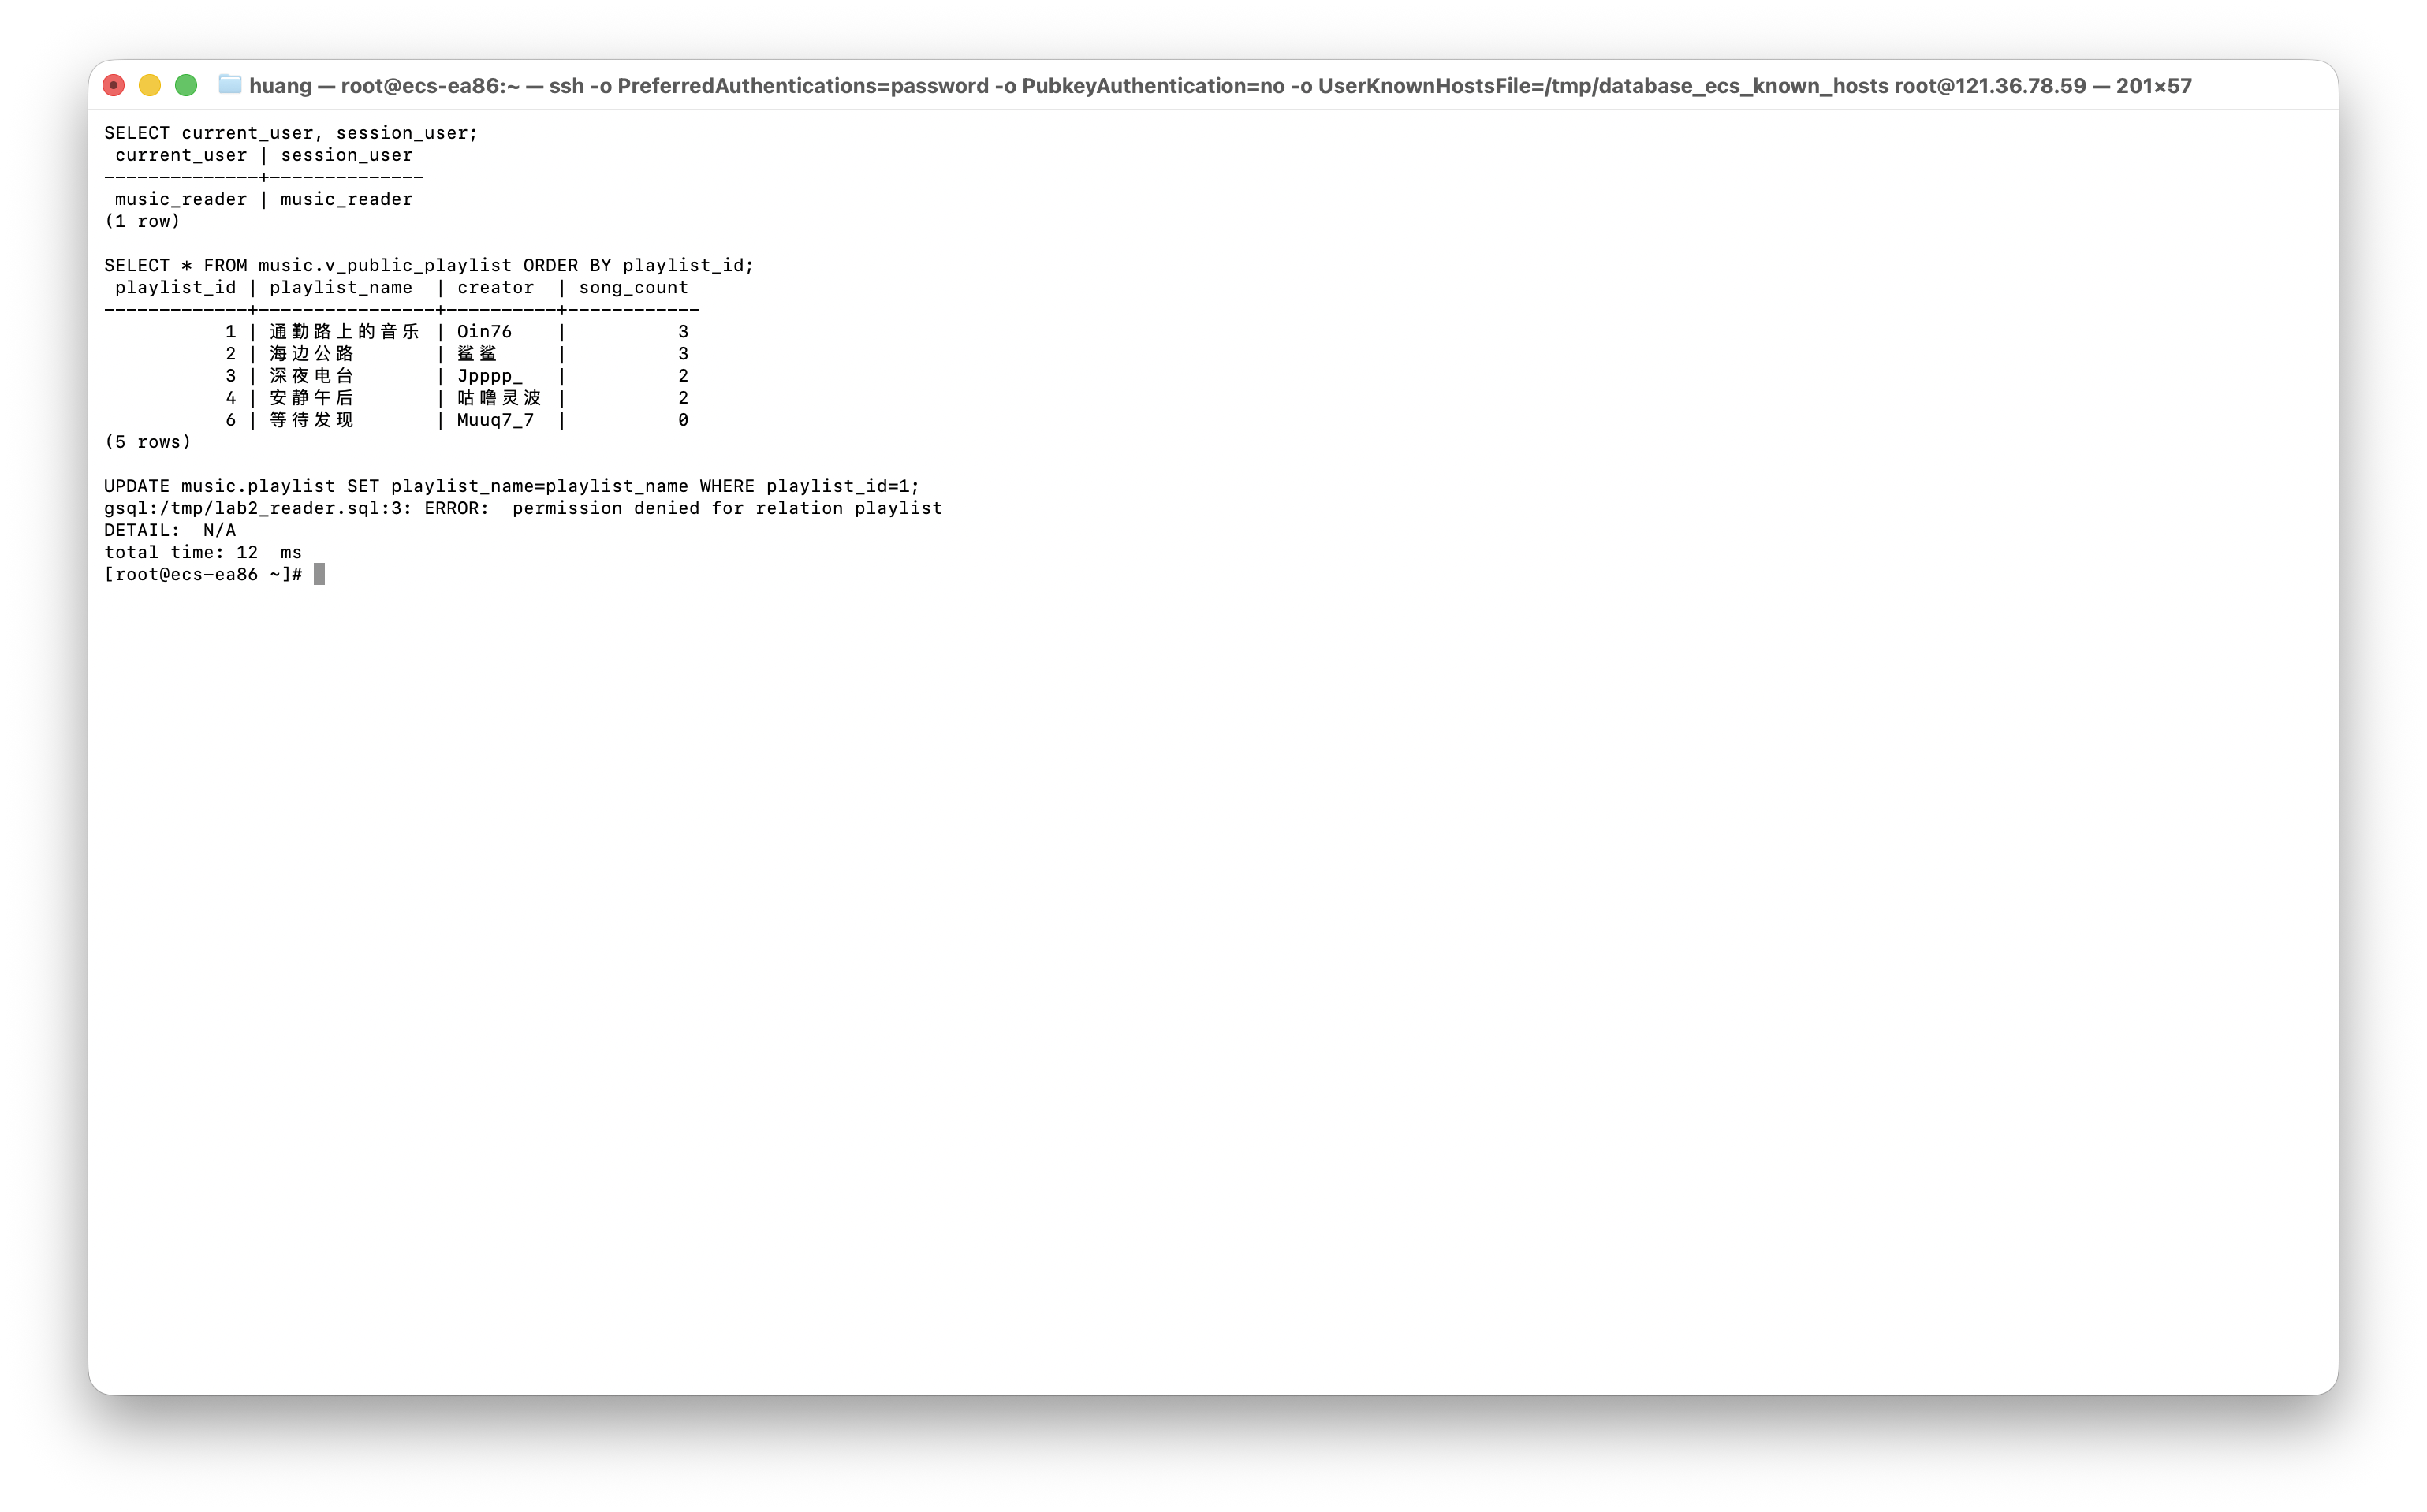 huang — root@ecs-ea86:~ — ssh -o PreferredAuthentications=password -o PubkeyAuthentication=no -o UserKnownHostsFile=/tmp/database_ecs_known_hosts root@121.36.78.59 — 201×57
SELECT current_user, session_user;
 current_user | session_user
--------------+--------------
 music_reader | music_reader
(1 row)

SELECT * FROM music.v_public_playlist ORDER BY playlist_id;
 playlist_id | playlist_name  | creator  | song_count
-------------+----------------+----------+------------
           1 | 通勤路上的音乐 | Oin76    |          3
           2 | 海边公路       | 鲨鲨     |          3
           3 | 深夜电台       | Jpppp_   |          2
           4 | 安静午后       | 咕噜灵波 |          2
           6 | 等待发现       | Muuq7_7  |          0
(5 rows)

UPDATE music.playlist SET playlist_name=playlist_name WHERE playlist_id=1;
gsql:/tmp/lab2_reader.sql:3: ERROR:  permission denied for relation playlist
DETAIL:  N/A
total time: 12  ms
[root@ecs-ea86 ~]#